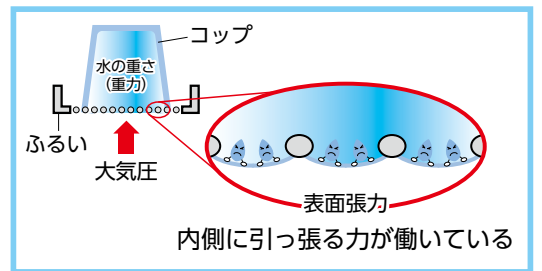 コップ
水の重さ
(重力)
ふるい
大気圧
表面張力
内側に引っ張る力が働いている